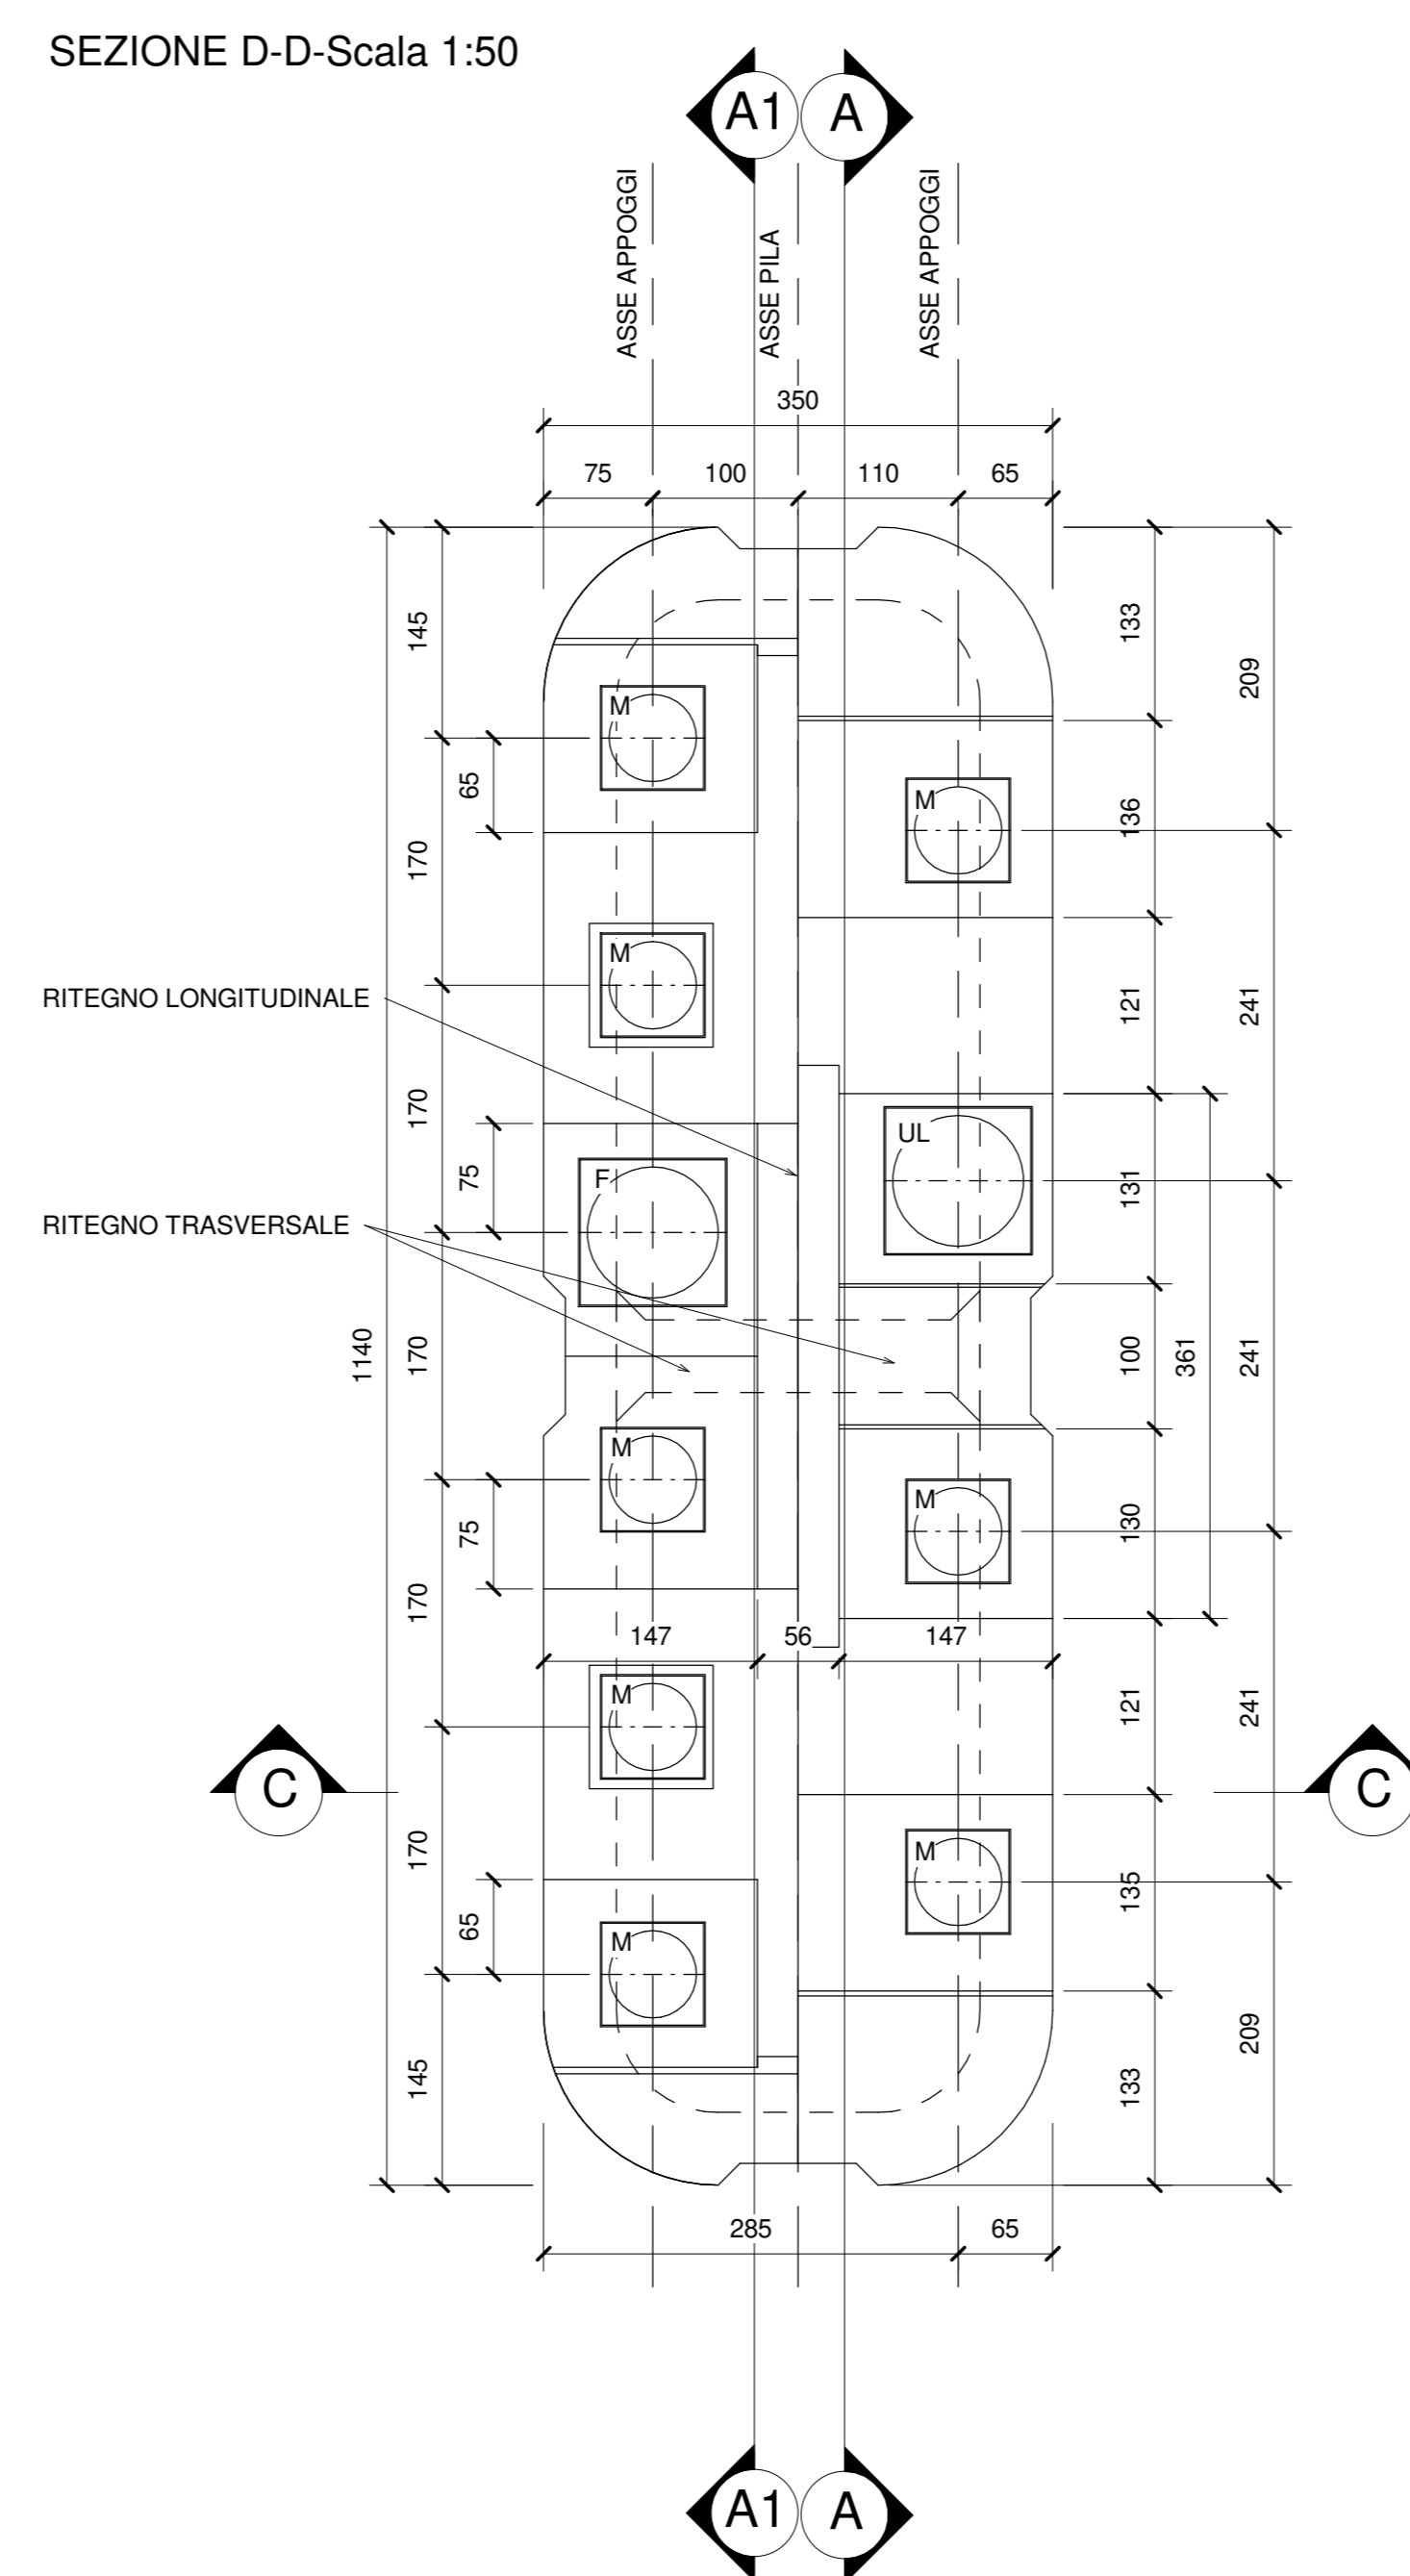 SEZIONE D-D-Scala 1:50
A1
A
ASSE APPOGGI
ASSE PILA
ASSE APPOGGI
350
75
100
110
65
145
133
209
M
65
M
136
170
M
121
241
RITEGNO LONGITUDINALE
170
75
UL
F
131
RITEGNO TRASVERSALE
1140
170
100
361
241
M
M
75
130
170
147
56
147
M
121
241
C
C
170
M
135
65
M
145
133
209
285
65
A1
A